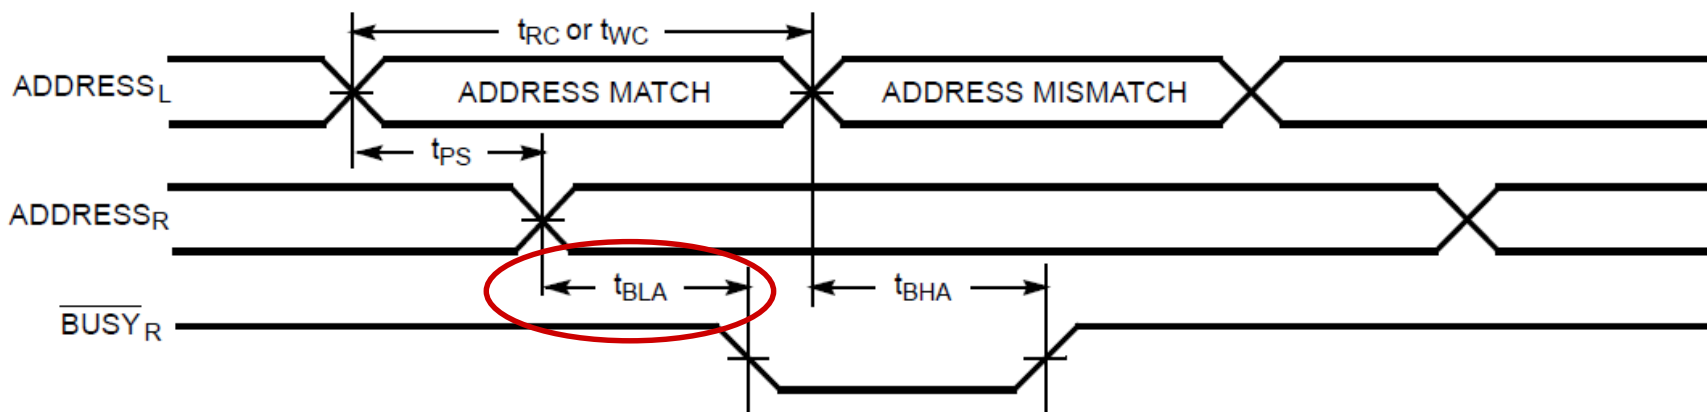 tRC or tWC
ADDRESSL ADDRESS MATCH ADDRESS MISMATCH
tPS
ADDRESSR
tBLA tBHA
BUSYR